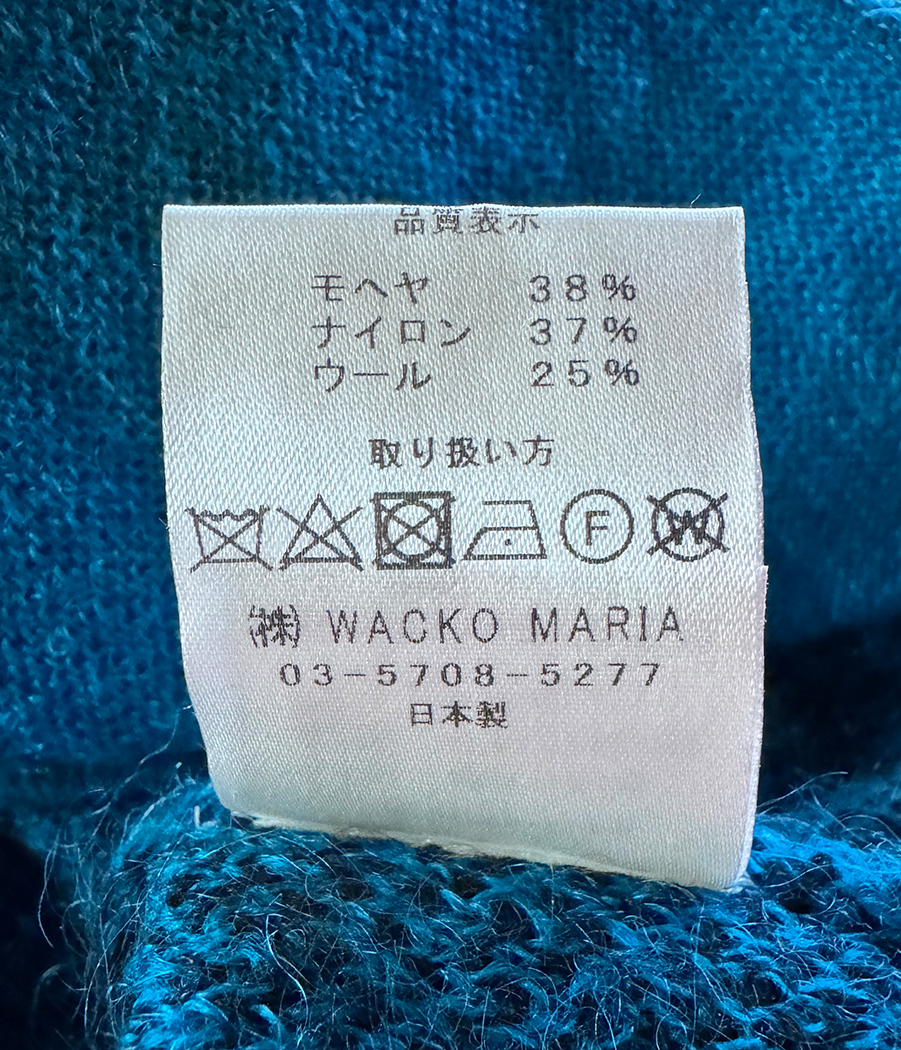 品質表示
モヘヤ 38%
ナイロン 37%
ウール 25%
取り扱い方
F W
(株) WACKO MARIA
03-5708-5277
日本製